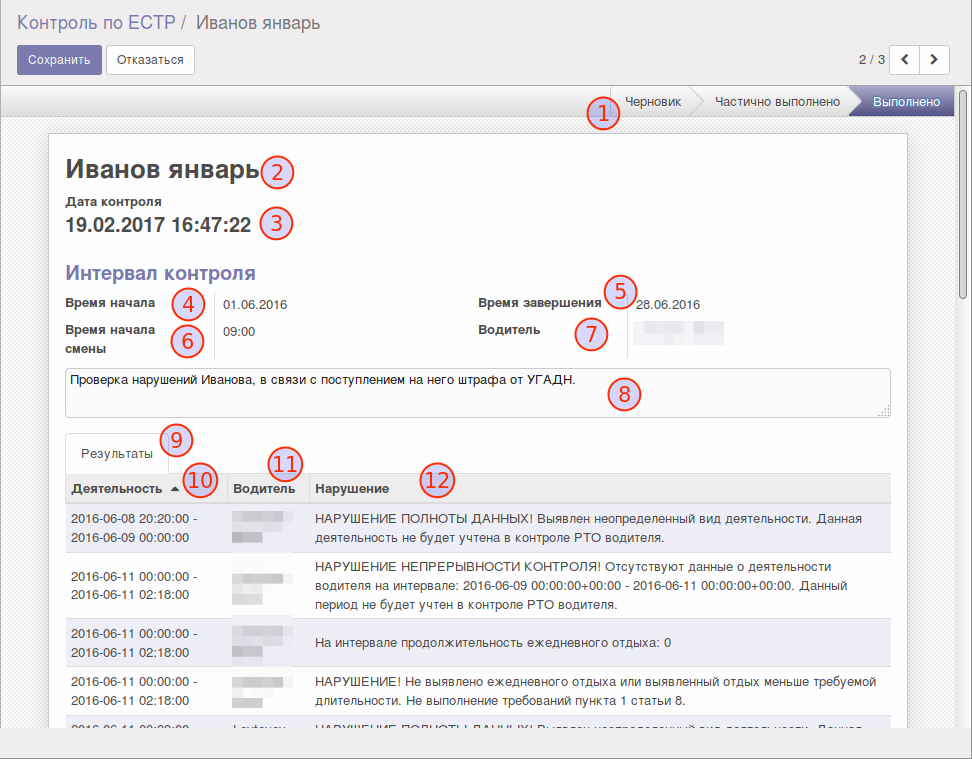 Контроль по ЕСТР / Иванов январь
Сохранить Отказаться 2 / 3
1 Черновик Частично выполнено Выполнено
Иванов январь 2
Дата контроля
19.02.2017 16:47:22 3
Интервал контроля
Время начала 4 01.06.2016 Время завершения 5 28.06.2016
Время начала смены 6 09:00 Водитель 7
Проверка нарушений Иванова, в связи с поступлением на него штрафа от УГАДН. 8
Результаты 9
Деятельность 10 Водитель 11 Нарушение 12
2016-06-08 20:20:00 -
2016-06-09 00:00:00
НАРУШЕНИЕ ПОЛНОТЫ ДАННЫХ! Выявлен неопределенный вид деятельности. Данная
деятельность не будет учтена в контроле РТО водителя.
2016-06-11 00:00:00 -
2016-06-11 02:18:00
НАРУШЕНИЕ НЕПРЕРЫВНОСТИ КОНТРОЛЯ! Отсутствуют данные о деятельности
водителя на интервале: 2016-06-09 00:00:00+00:00 - 2016-06-11 00:00:00+00:00. Данный
период не будет учтен в контроле РТО водителя.
2016-06-11 00:00:00 -
2016-06-11 02:18:00
На интервале продолжительность ежедневного отдыха: 0
2016-06-11 00:00:00 -
2016-06-11 02:18:00
НАРУШЕНИЕ! Не выявлено ежедневного отдыха или выявленный отдых меньше требуемой
длительности. Не выполнение требований пункта 1 статьи 8.